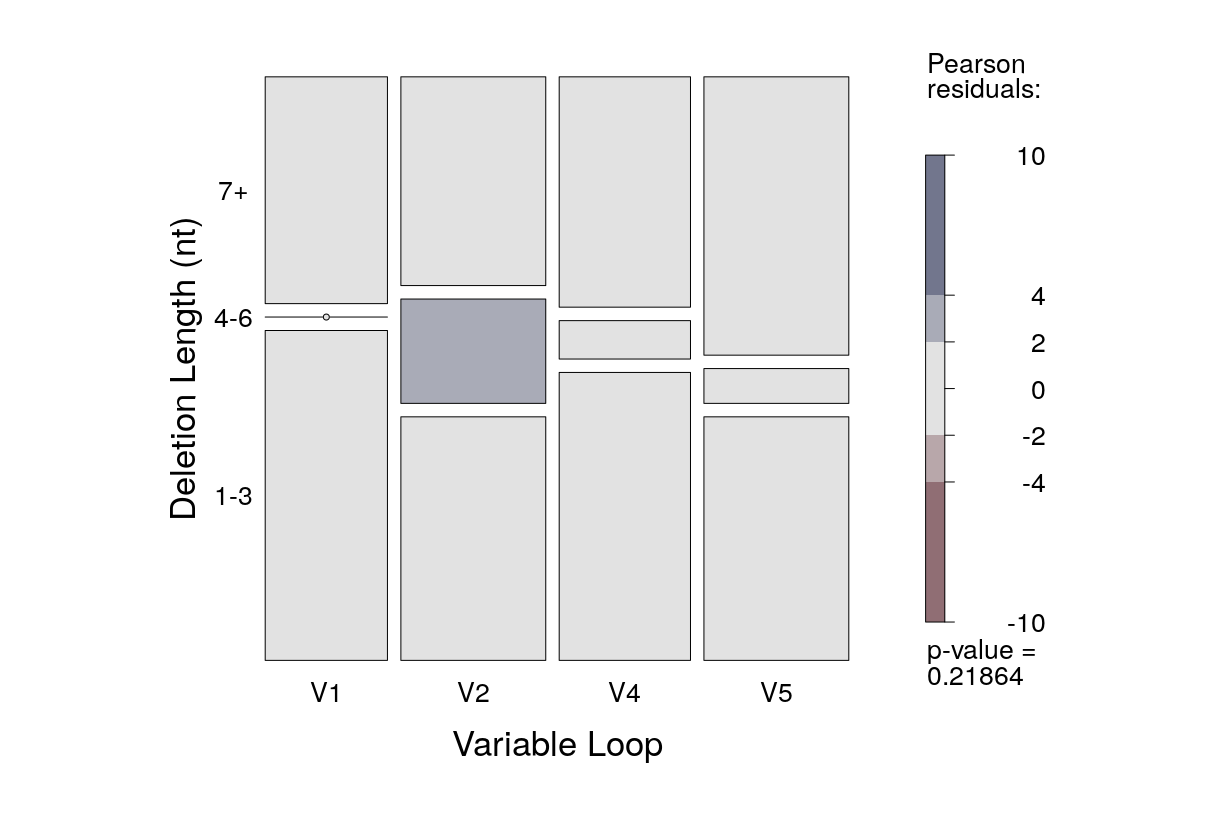 Pearson
residuals:
10
4
2
0
-2
-4
-10
p-value =
0.21864
Deletion Length (nt)
7+
4-6
1-3
V1
V2
V4
V5
Variable Loop